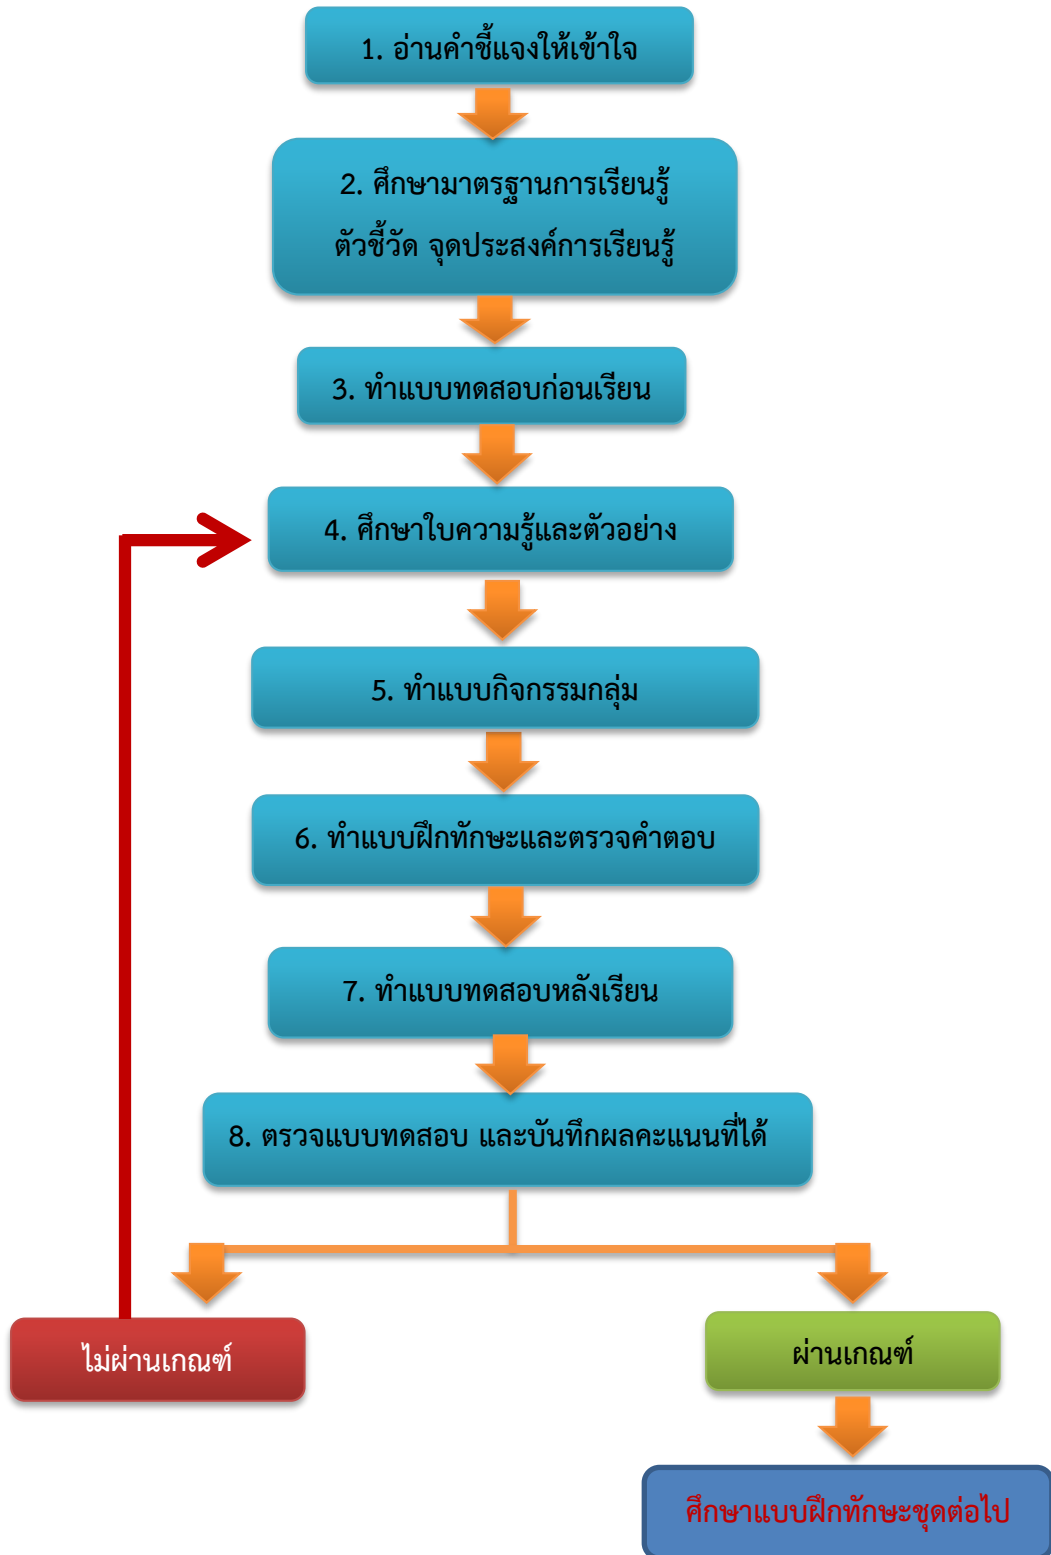 1. อ่านคำชี้แจงให้เข้าใจ
2. ศึกษามาตรฐานการเรียนรู้
ตัวชี้วัด จุดประสงค์การเรียนรู้
3. ทำแบบทดสอบก่อนเรียน
4. ศึกษาใบความรู้และตัวอย่าง
5. ทำแบบกิจกรรมกลุ่ม
6. ทำแบบฝึกทักษะและตรวจคำตอบ
7. ทำแบบทดสอบหลังเรียน
8. ตรวจแบบทดสอบ และบันทึกผลคะแนนที่ได้
ไม่ผ่านเกณฑ์
ผ่านเกณฑ์
ศึกษาแบบฝึกทักษะชุดต่อไป